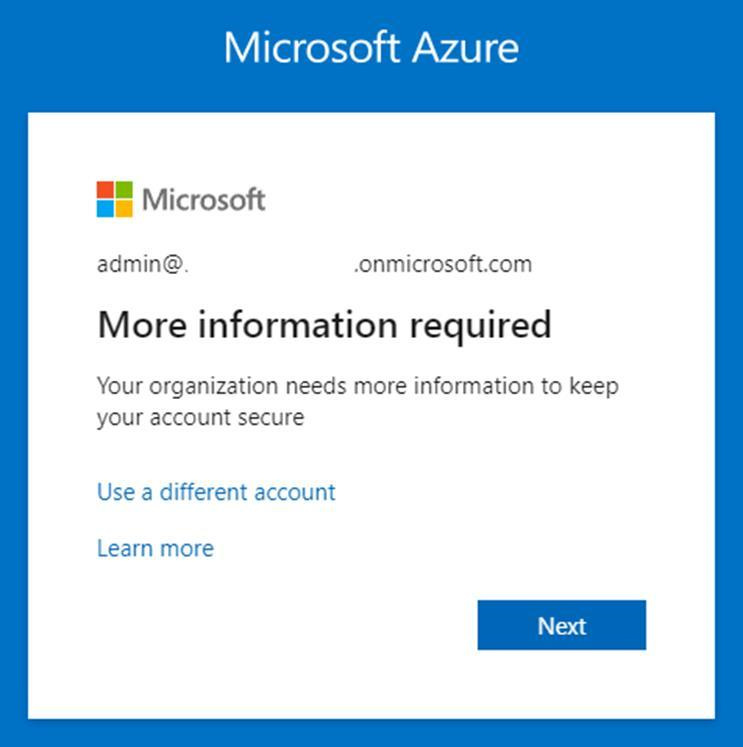 Microsoft Azure
Microsoft
admin@. .onmicrosoft.com
More information required
Your organization needs more information to keep
your account secure
Use a different account
Learn more
Next